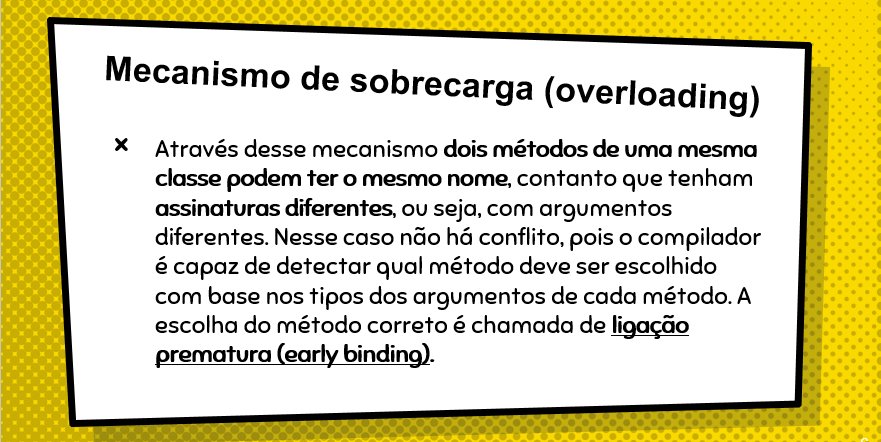 Mecanismo de sobrecarga (overloading)
× Através desse mecanismo dois métodos de uma mesma
classe podem ter o mesmo nome, contanto que tenham
assinaturas diferentes, ou seja, com argumentos
diferentes. Nesse caso não há conflito, pois o compilador
é capaz de detectar qual método deve ser escolhido
com base nos tipos dos argumentos de cada método. A
escolha do método correto é chamada de ligação
prematura (early binding).